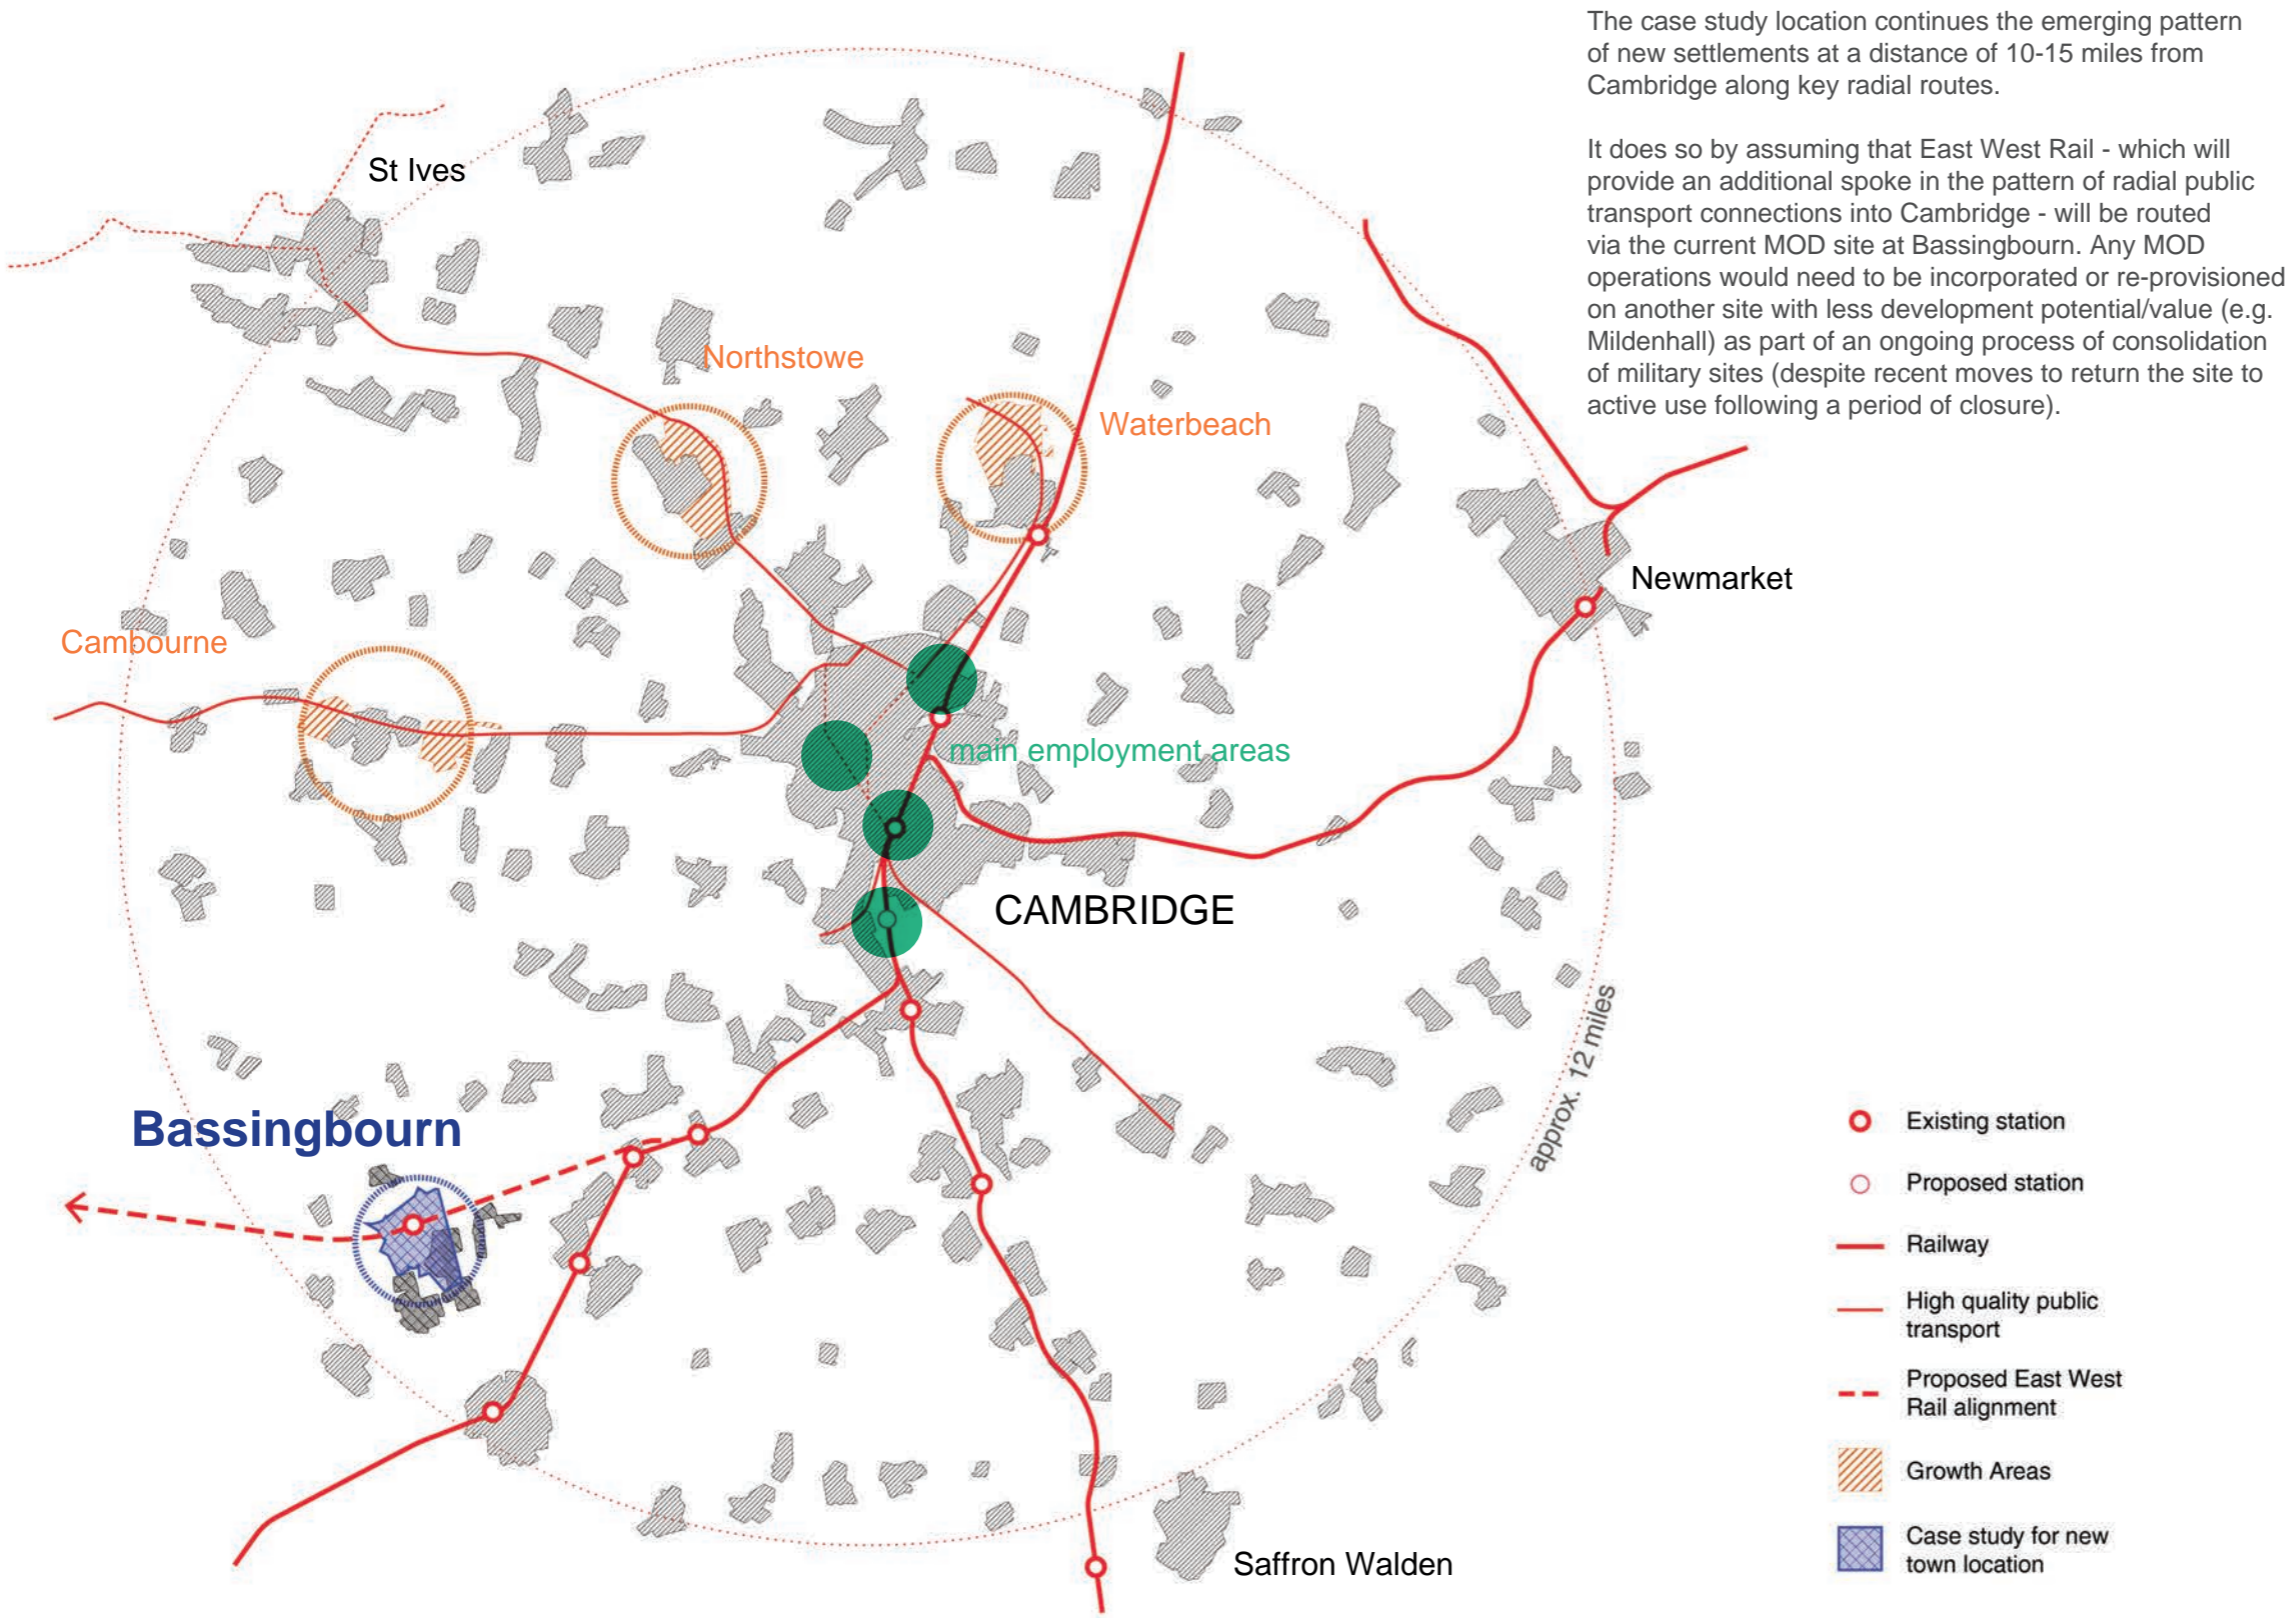 The case study location continues the emerging pattern
of new settlements at a distance of 10-15 miles from
Cambridge along key radial routes.
It does so by assuming that East West Rail - which will
provide an additional spoke in the pattern of radial public
transport connections into Cambridge - will be routed
via the current MOD site at Bassingbourn. Any MOD
operations would need to be incorporated or re-provisioned
on another site with less development potential/value (e.g.
Mildenhall) as part of an ongoing process of consolidation
of military sites (despite recent moves to return the site to
active use following a period of closure).
St Ives
Northstowe
Waterbeach
Newmarket
Cambourne
main employment areas
CAMBRIDGE
approx. 12 miles
Bassingbourn
Saffron Walden
Existing station
Proposed station
Railway
High quality public
transport
Proposed East West
Rail alignment
Growth Areas
Case study for new
town location